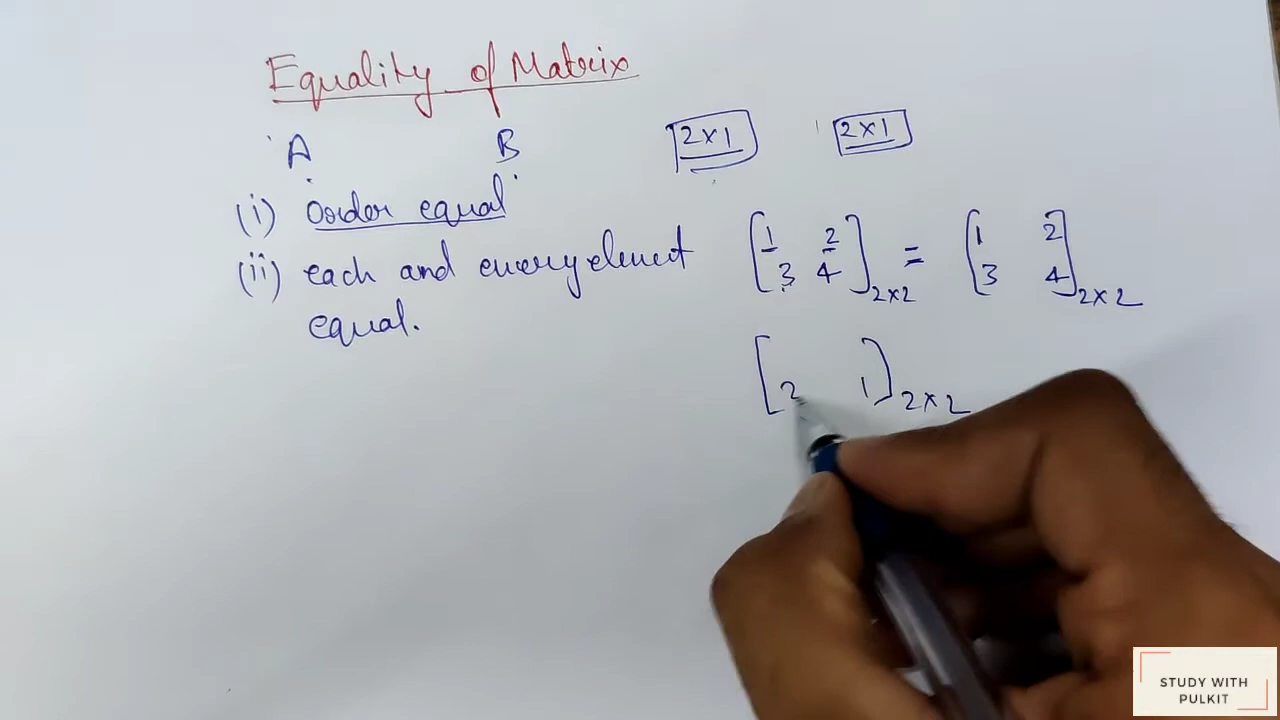 Equality of Matrix
A B 2×1 2×1
(i) Order equal
(ii) each and every element
equal.
[1 2
3 4]2×2 = [1 2
3 4]2×2
[2 1]2×2
STUDY WITH
PULKIT